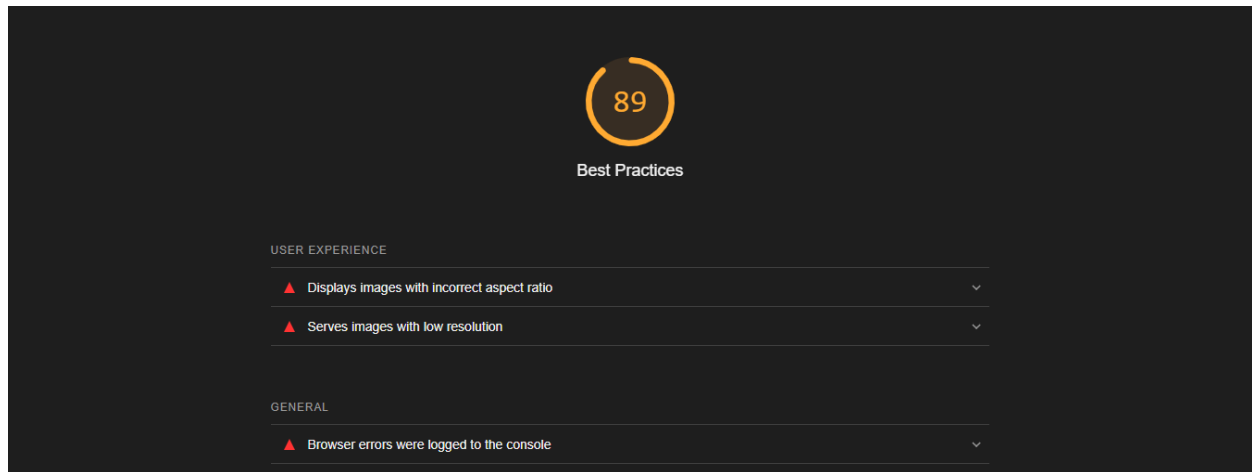 89
Best Practices
USER EXPERIENCE
Displays images with incorrect aspect ratio
Serves images with low resolution
GENERAL
Browser errors were logged to the console